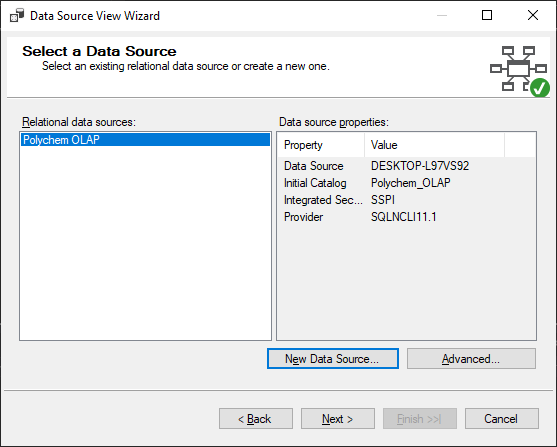 Data Source View Wizard
Select a Data Source
Select an existing relational data source or create a new one.
Relational data sources:
Polychem OLAP
Data source properties:
Property Value
Data Source DESKTOP-L97VS92
Initial Catalog Polychem_OLAP
Integrated Sec... SSPI
Provider SQLNCLI11.1
New Data Source...
Advanced...
< Back
Next >
Finish >>|
Cancel